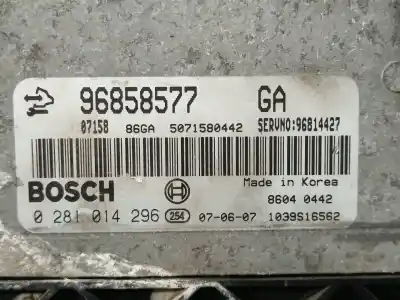 96858577 GA
07158 86GA 5071580442 SERVNO:96814427
BOSCH Made in Korea
8604 0442
0 281 014 296 254 07-06-07 1039S16562